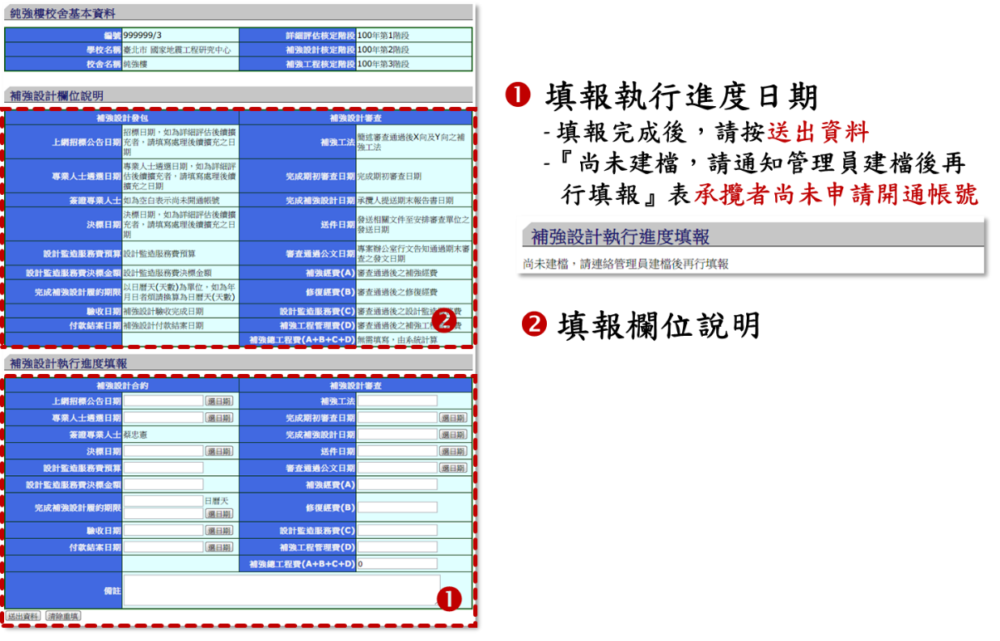 純強樓校舍基本資料
編號 999999/3 詳細評估核定階段 100年第1階段
學校名稱 臺北市 國家地震工程研究中心 補強設計核定階段 100年第2階段
校舍名稱 純強樓 補強工程核定階段 100年第3階段
補強設計欄位說明
補強設計發包 補強設計審查
上網招標公告日期 招標日期，如為詳細評估後續擴充者，請填寫處理後續擴充之日期 補強工法 簡述審查通過後X向及Y向之補強工法
專業人士遴選日期 專業人士遴選日期，如為詳細評估後續擴充者，請填寫處理後續擴充之日期 完成期初審查日期 完成期初審查日期
簽證專業人士 如為空白表示尚未開通帳號 完成補強設計日期 承攬人提送期末報告書日期
決標日期 決標日期，如為詳細評估後續擴充者，請填寫處理後續擴充之日期 送件日期 發送相關文件至安排審查單位之發送日期
設計監造服務費預算 設計監造服務費預算 審查通過公文日期 專案辦公室行文告知通過期末審查之發文日期
設計監造服務費決標金額 設計監造服務費決標金額 補強經費(A) 審查通過後之補強經費
完成補強設計履約期限 以日曆天(天數)為單位，如為年月日者煩請換算為日曆天(天數) 修復經費(B) 審查通過後之修復經費
驗收日期 補強設計驗收完成日期 設計監造服務費(C) 審查通過後之設計監造
費
付款結案日期 補強設計付款結案日期 補強工程管理費(D) 審查通過後之補強工
費
補強總工程費(A+B+C+D) 無需填寫，由系統計算
❷
補強設計執行進度填報
補強設計合約 補強設計審查
上網招標公告日期 選日期 補強工法
專業人士遴選日期 選日期 完成期初審查日期 選日期
簽證專業人士 蔡忠憲 完成補強設計日期 選日期
決標日期 選日期 送件日期 選日期
設計監造服務費預算 審查通過公文日期 選日期
設計監造服務費決標金額 補強經費(A)
完成補強設計履約期限 日曆天 選日期 修復經費(B)
驗收日期 選日期 設計監造服務費(C)
付款結案日期 選日期 補強工程管理費(D)
補強總工程費(A+B+C+D) 0
備註
❶
送出資料 清除重填
❶ 填報執行進度日期
-填報完成後，請按送出資料
-『尚未建檔，請通知管理員建檔後再
行填報』表承攬者尚未申請開通帳號
補強設計執行進度填報
尚未建檔，請連絡管理員建檔後再行填報
❷ 填報欄位說明